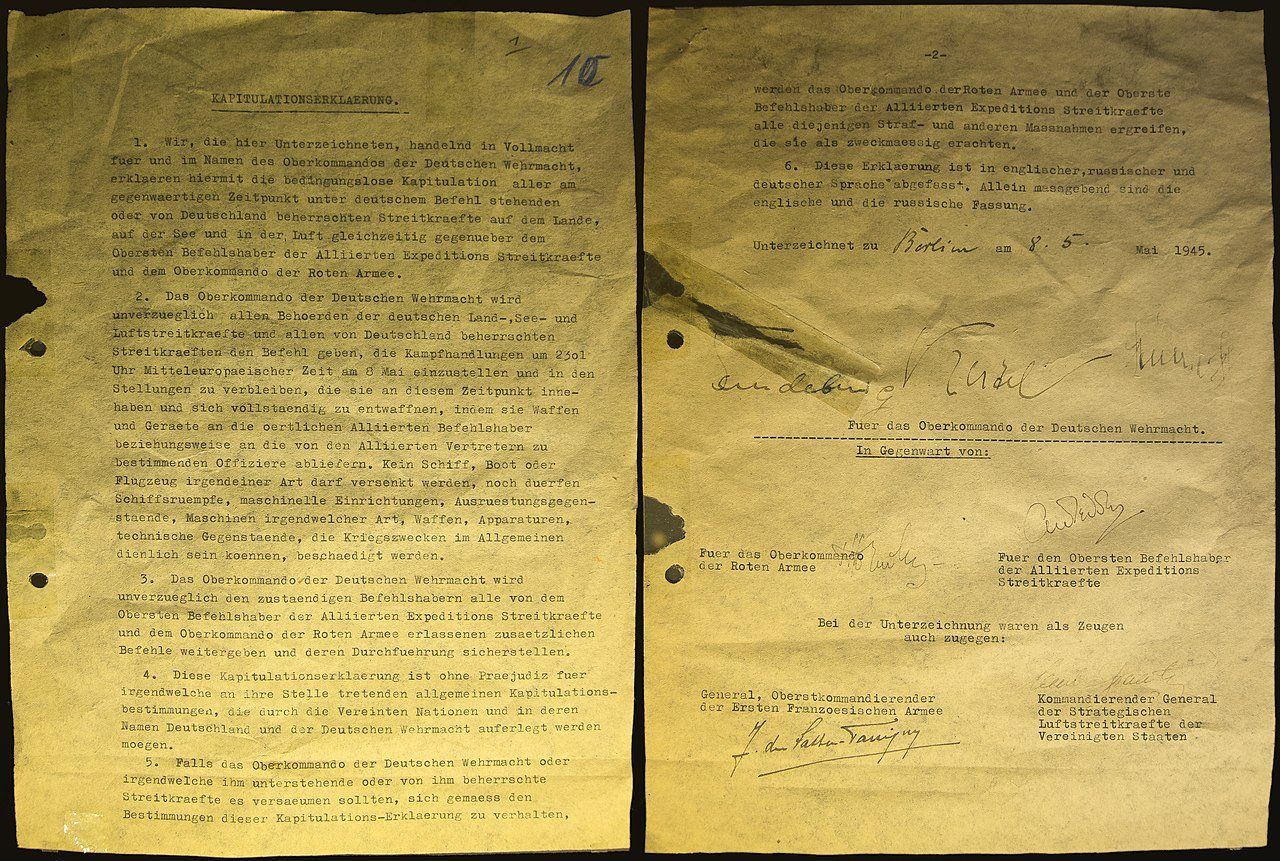 1
10
KAPITULATIONSERKLAERUNG.
1. Wir, die hier Unterzeichneten, handelnd in Vollmacht
fuer und im Namen des Oberkommandos der Deutschen Wehrmacht,
erklaeren hiermit die bedingungslose Kapitulation aller am
gegenwaertigen Zeitpunkt unter deutschem Befehl stehenden
oder von Deutschland beherrschten Streitkraefte auf dem Lande,
auf der See und in der Luft gleichzeitig gegenueber dem
Obersten Befehlshaber der Alliierten Expeditions Streitkraefte
und dem Oberkommando der Roten Armee.
2. Das Oberkommando der Deutschen Wehrmacht wird
unverzueglich allen Behoerden der deutschen Land-,See- und
Luftstreitkraefte und allen von Deutschland beherrschten
Streitkraeften den Befehl geben, die Kampfhandlungen um 23o1
Uhr Mitteleuropaeischer Zeit am 8 Mai einzustellen und in den
Stellungen zu verbleiben, die sie an diesem Zeitpunkt inne-
haben und sich vollstaendig zu entwaffnen, indem sie Waffen
und Geraete an die oertlichen Alliierten Befehlshaber
beziehungsweise an die von den Alliierten Vertretern zu
bestimmenden Offiziere abliefern. Kein Schiff, Boot oder
Flugzeug irgendeiner Art darf versenkt werden, noch duerfen
Schiffsruempfe, maschinelle Einrichtungen, Ausruestungsgegen-
staende, Maschinen irgendwelcher Art, Waffen, Apparaturen,
technische Gegenstaende, die Kriegszwecken im Allgemeinen
dienlich sein koennen, beschaedigt werden.
3. Das Oberkommando der Deutschen Wehrmacht wird
unverzueglich den zustaendigen Befehlshabern alle von dem
Obersten Befehlshaber der Alliierten Expeditions Streitkraefte
und dem Oberkommando der Roten Armee erlassenen zusaetzlichen
Befehle weitergeben und deren Durchfuehrung sicherstellen.
4. Diese Kapitulationserklaerung ist ohne Praejudiz fuer
irgendwelche an ihre Stelle tretenden allgemeinen Kapitulations-
bestimmungen, die durch die Vereinten Nationen und in deren
Namen Deutschland und der Deutschen Wehrmacht auferlegt werden
moegen.
5. Falls das Oberkommando der Deutschen Wehrmacht oder
irgendwelche ihm unterstehende oder von ihm beherrschte
Streitkraefte es versaeumen sollten, sich gemaess den
Bestimmungen dieser Kapitulations-Erklaerung zu verhalten,
-2-
werden das Oberkommando der Roten Armee und der Oberste
Befehlshaber der Alliierten Expeditions Streitkraefte
alle diejenigen Straf- und anderen Massnahmen ergreifen,
die sie als zweckmaessig erachten.
6. Diese Erklaerung ist in englischer,russischer und
deutscher Sprache abgefasst. Allein massgebend sind die
englische und die russische Fassung.
Unterzeichnet zu Berlin am 8. 5. Mai 1945.
Keitel
Fuer das Oberkommando der Deutschen Wehrmacht.
In Gegenwart von:
Fuer das Oberkommando
der Roten Armee
Fuer den Obersten Befehlshaber
der Alliierten Expeditions
Streitkraefte
Bei der Unterzeichnung waren als Zeugen
auch zugegen:
General, Oberstkommandierender
der Ersten Franzoesischen Armee
Kommandierender General
der Strategischen
Luftstreitkraefte der
Vereinigten Staaten